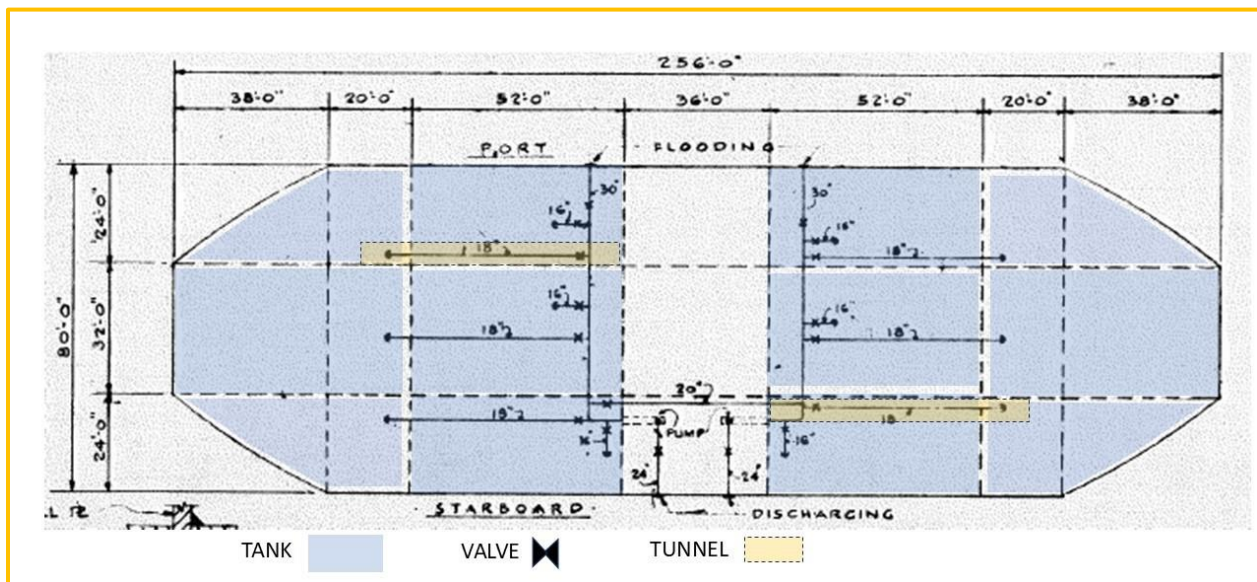 256'-0"
38'-0" 20'-0" 52'-0" 36'-0" 52'-0" 20'-0" 38'-0"
PORT FLOODING
30" 30"
24'-0"
16" 16"
18" 18"
80'-0"
32'-0"
16" 16"
18" 18"
20"
24'-0"
18" 18
PUMP
16" 16"
24" 24"
STARBOARD DISCHARGING
TANK VALVE TUNNEL